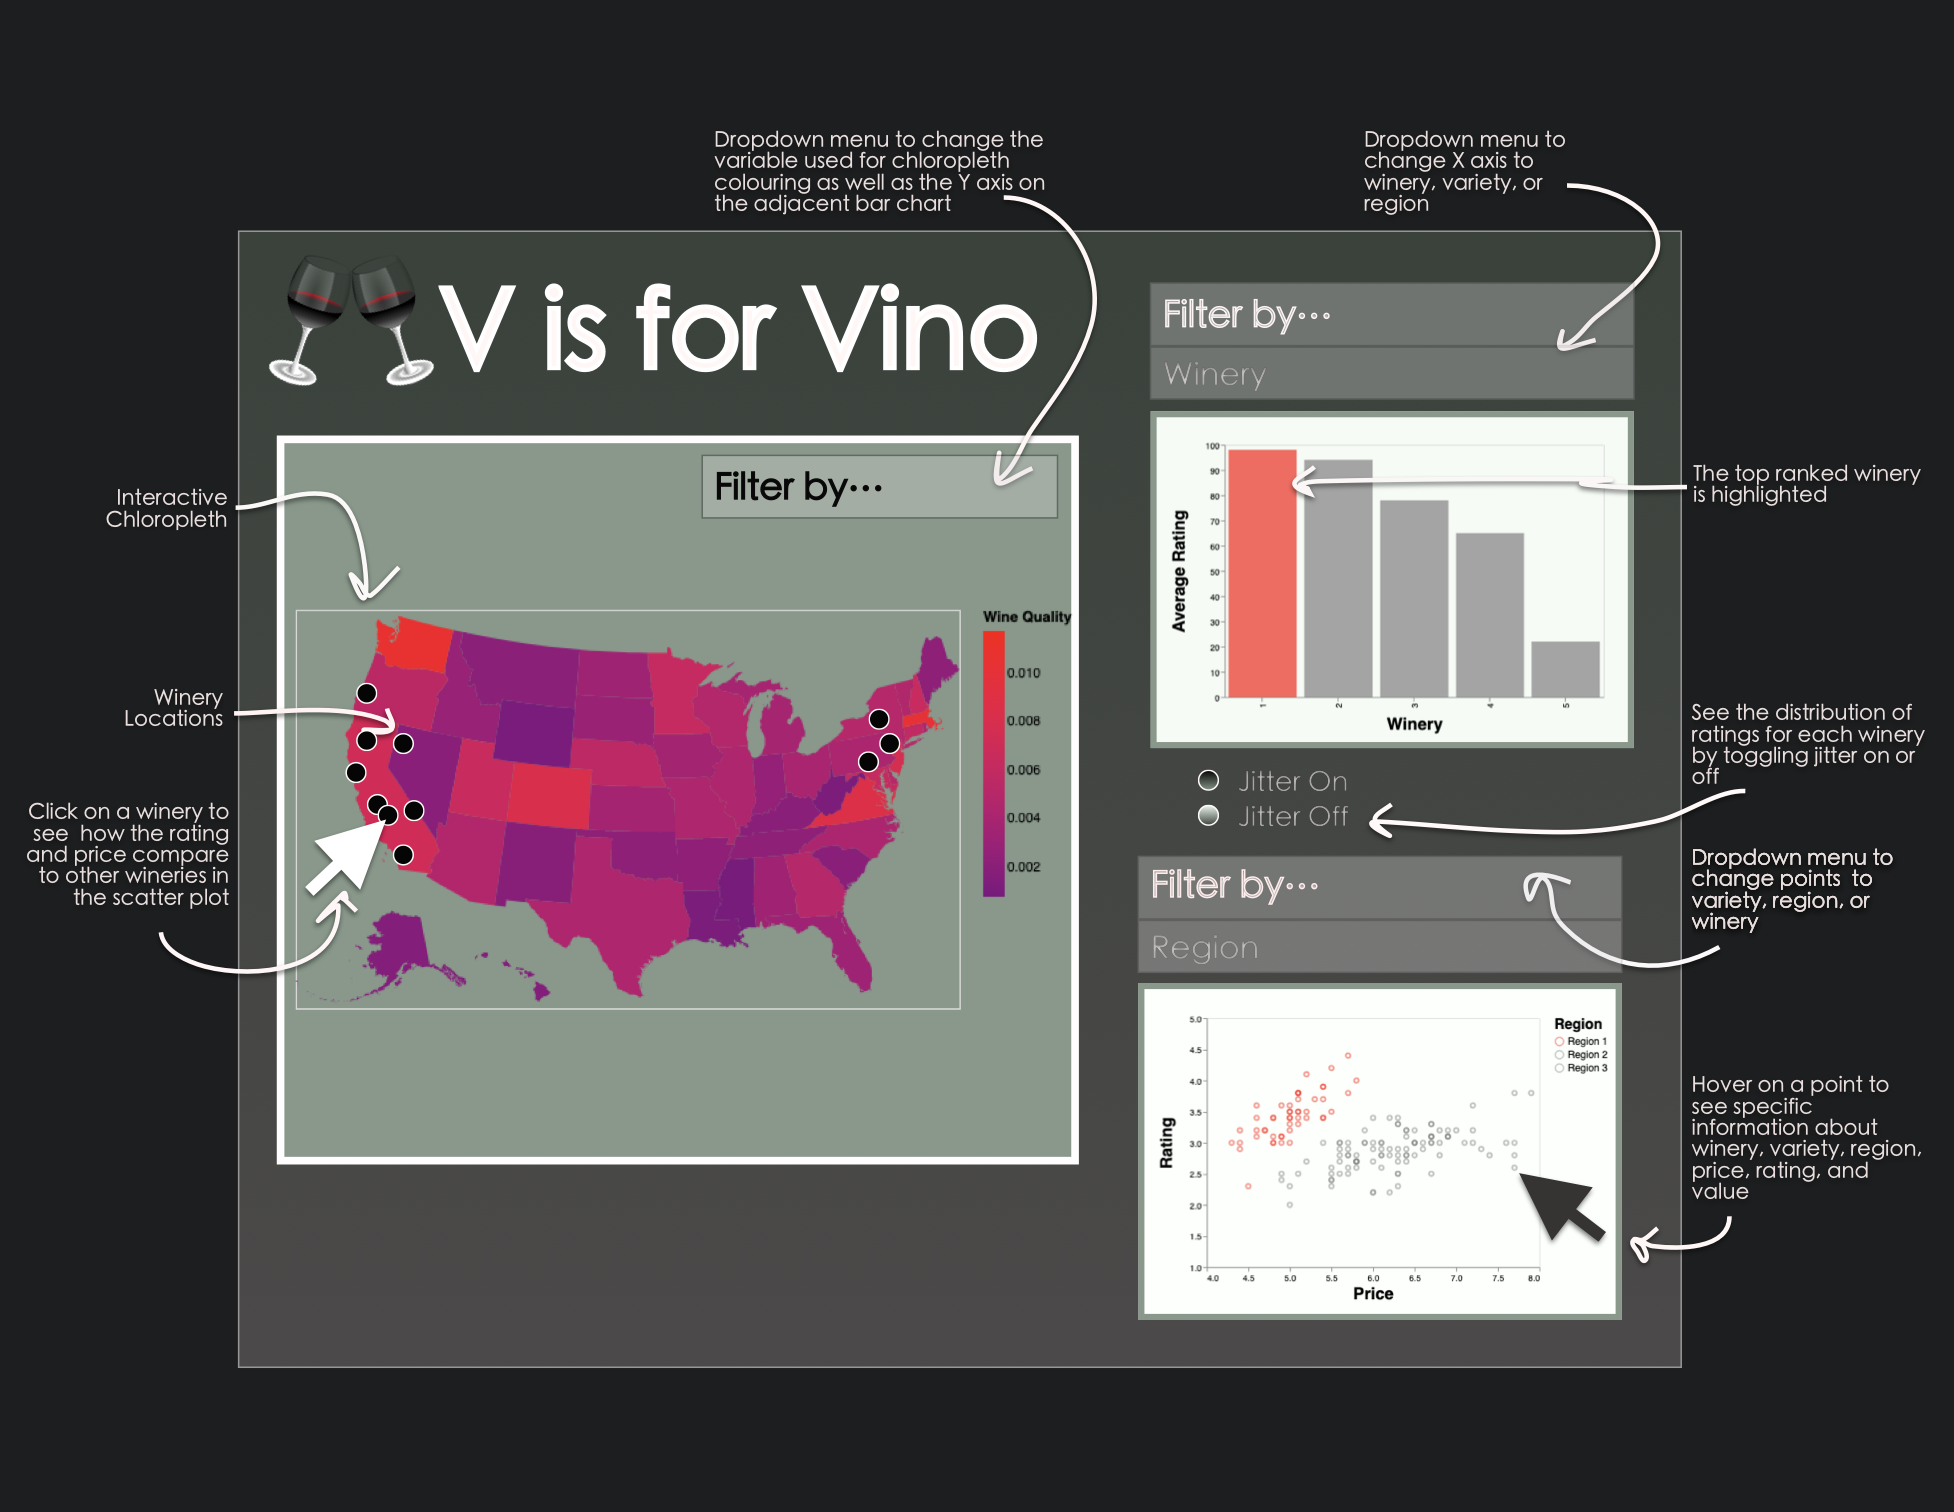 Dropdown menu to change the
variable used for chloropleth
colouring as well as the Y axis on
the adjacent bar chart
Dropdown menu to
change X axis to
winery, variety, or
region
V is for Vino
Filter by...
Winery
Filter by...
Interactive
Chloropleth
Winery
Locations
Click on a winery to
see how the rating
and price compare
to other wineries in
the scatter plot
Wine Quality
0.010
0.008
0.006
0.004
0.002
100
90
80
70
60
50
40
30
20
10
0
Average Rating
1
2
3
4
5
Winery
The top ranked winery
is highlighted
Jitter On
Jitter Off
See the distribution of
ratings for each winery
by toggling jitter on or
off
Filter by...
Region
Dropdown menu to
change points to
variety, region, or
winery
5.0
4.5
4.0
3.5
3.0
2.5
2.0
1.5
1.0
Rating
4.0
4.5
5.0
5.5
6.0
6.5
7.0
7.5
8.0
Price
Region
Region 1
Region 2
Region 3
Hover on a point to
see specific
information about
winery, variety, region,
price, rating, and
value